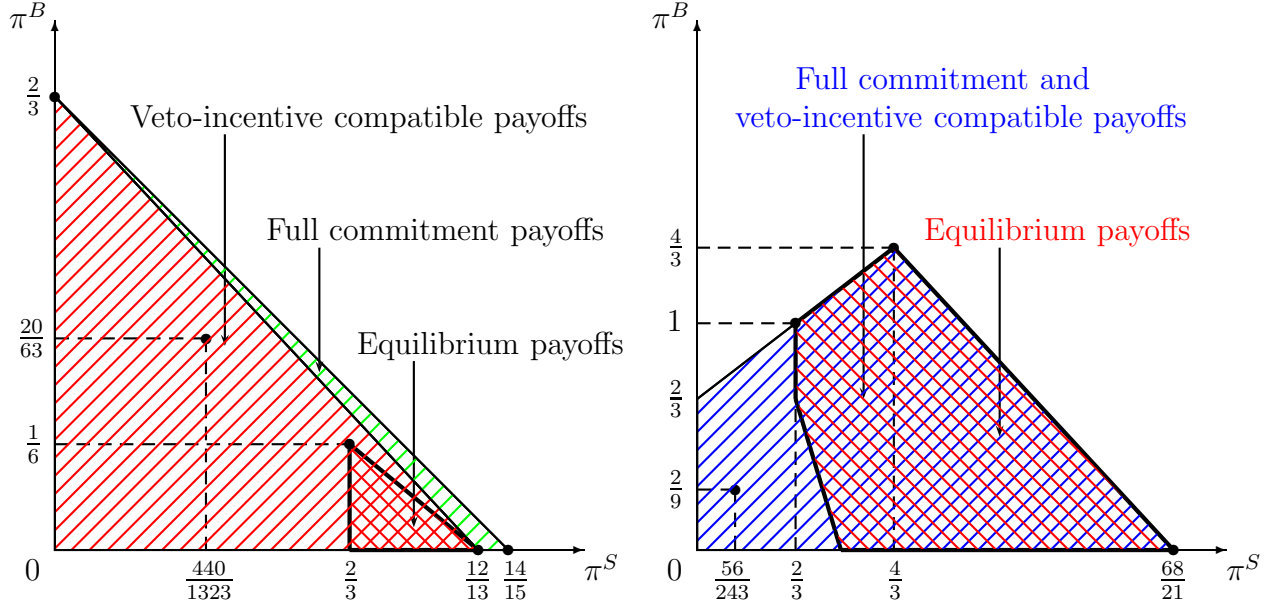 π^B
2/3
Veto-incentive compatible payoffs
Full commitment payoffs
20/63
Equilibrium payoffs
1/6
0
440/1323
2/3
12/13
14/15
π^S
π^B
Full commitment and
veto-incentive compatible payoffs
4/3
Equilibrium payoffs
1
2/3
2/9
0
56/243
2/3
4/3
68/21
π^S